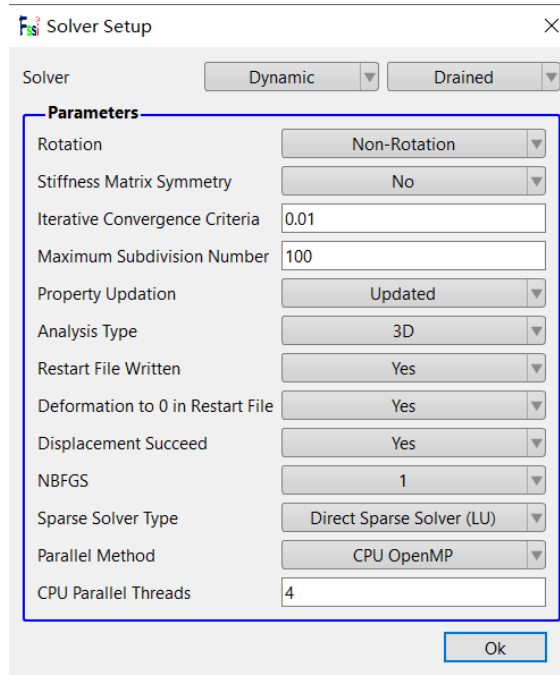 Fssi Solver Setup
Solver Dynamic Drained
Parameters
Rotation Non-Rotation
Stiffness Matrix Symmetry No
Iterative Convergence Criteria 0.01
Maximum Subdivision Number 100
Property Updation Updated
Analysis Type 3D
Restart File Written Yes
Deformation to 0 in Restart File Yes
Displacement Succeed Yes
NBFGS 1
Sparse Solver Type Direct Sparse Solver (LU)
Parallel Method CPU OpenMP
CPU Parallel Threads 4
Ok